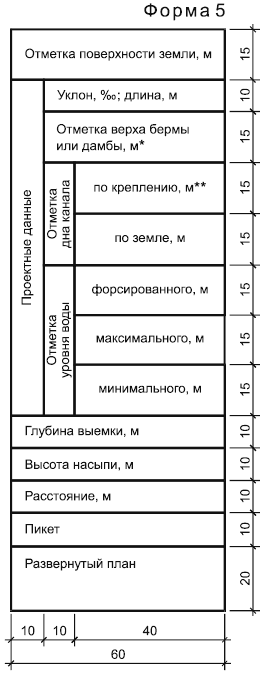 Форма 5
Отметка поверхности земли, м
15
Проектные данные
Уклон, ‰; длина, м
10
Отметка верха бермы
или дамбы, м*
15
Отметка
дна канала
по креплению, м**
15
по земле, м
15
Отметка
уровня воды
форсированного, м
15
максимального, м
15
минимального, м
15
Глубина выемки, м
10
Высота насыпи, м
10
Расстояние, м
10
Пикет
10
Развернутый план
20
10
10
40
60